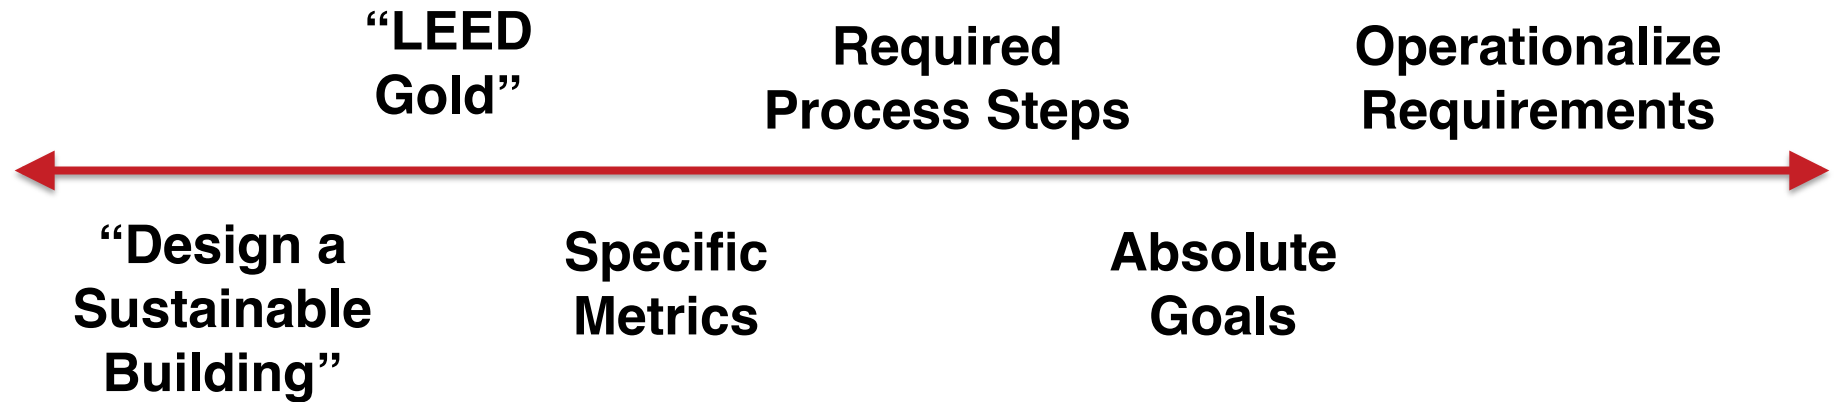 “LEED
Gold”
Required
Process Steps
Operationalize
Requirements
“Design a
Sustainable
Building”
Specific
Metrics
Absolute
Goals